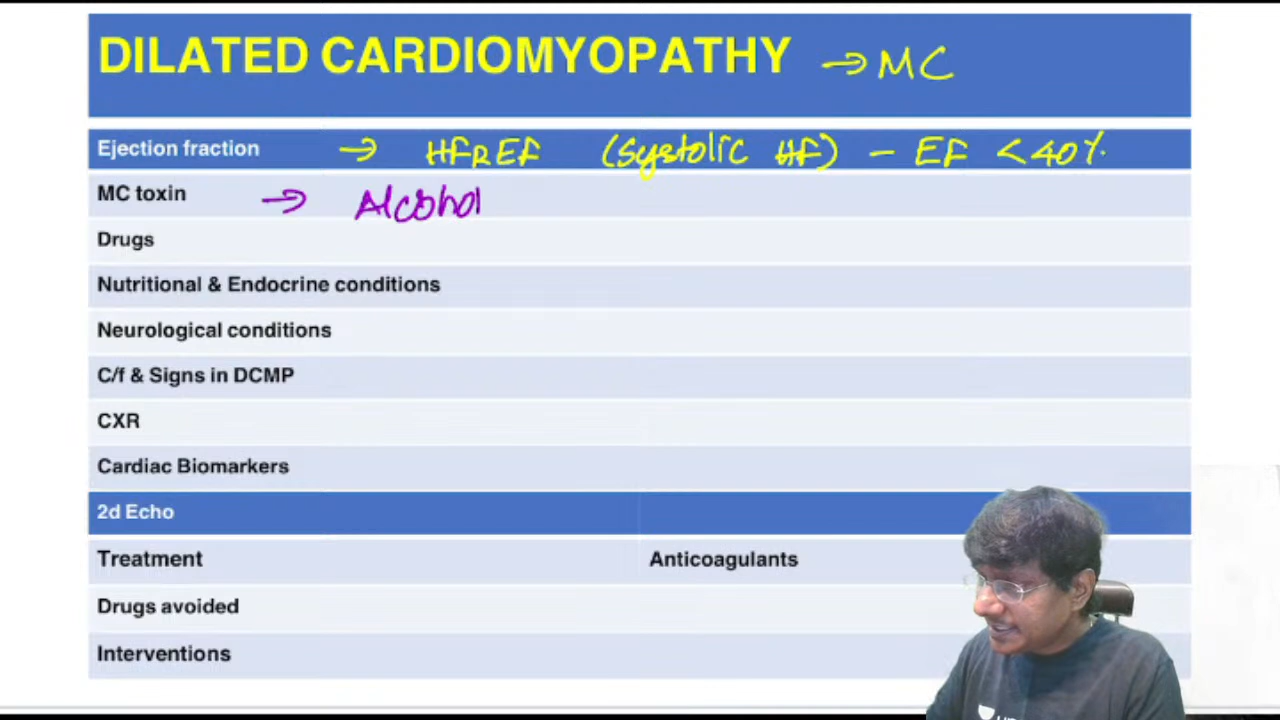 DILATED CARDIOMYOPATHY → MC
Ejection fraction → HFrEF (Systolic HF) - EF <40%.
MC toxin → Alcohol
Drugs
Nutritional & Endocrine conditions
Neurological conditions
C/f & Signs in DCMP
CXR
Cardiac Biomarkers
2d Echo
Treatment Anticoagulants
Drugs avoided
Interventions